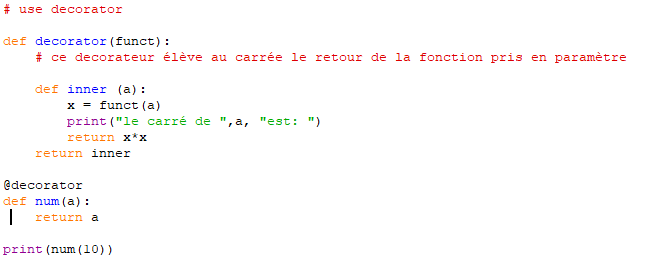 # use decorator
def decorator(funct):
# ce decorateur élève au carrée le retour de la fonction pris en paramètre
def inner (a):
x = funct(a)
print("le carré de ",a, "est: ")
return x*x
return inner
@decorator
def num(a):
return a
print(num(10))